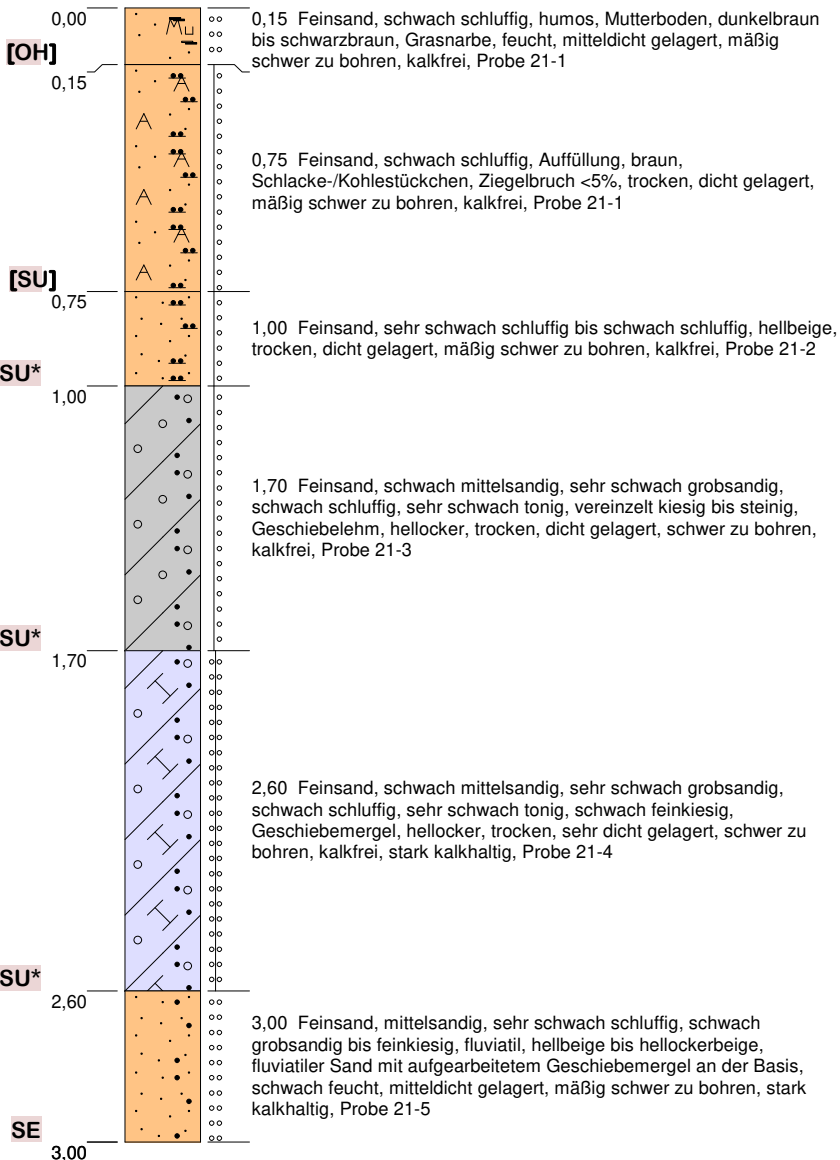 0,00
[OH]
0,15 Feinsand, schwach schluffig, humos, Mutterboden, dunkelbraun
bis schwarzbraun, Grasnarbe, feucht, mitteldicht gelagert, mäßig
schwer zu bohren, kalkfrei, Probe 21-1
0,15
0,75 Feinsand, schwach schluffig, Auffüllung, braun,
Schlacke-/Kohlestückchen, Ziegelbruch <5%, trocken, dicht gelagert,
mäßig schwer zu bohren, kalkfrei, Probe 21-1
[SU]
0,75
1,00 Feinsand, sehr schwach schluffig bis schwach schluffig, hellbeige,
trocken, dicht gelagert, mäßig schwer zu bohren, kalkfrei, Probe 21-2
SU*
1,00
1,70 Feinsand, schwach mittelsandig, sehr schwach grobsandig,
schwach schluffig, sehr schwach tonig, vereinzelt kiesig bis steinig,
Geschiebelehm, hellocker, trocken, dicht gelagert, schwer zu bohren,
kalkfrei, Probe 21-3
SU*
1,70
2,60 Feinsand, schwach mittelsandig, sehr schwach grobsandig,
schwach schluffig, sehr schwach tonig, schwach feinkiesig,
Geschiebemergel, hellocker, trocken, sehr dicht gelagert, schwer zu
bohren, kalkfrei, stark kalkhaltig, Probe 21-4
SU*
2,60
3,00 Feinsand, mittelsandig, sehr schwach schluffig, schwach
grobsandig bis feinkiesig, fluviatil, hellbeige bis hellockerbeige,
fluviatiler Sand mit aufgearbeitetem Geschiebemergel an der Basis,
schwach feucht, mitteldicht gelagert, mäßig schwer zu bohren, stark
kalkhaltig, Probe 21-5
SE
3,00